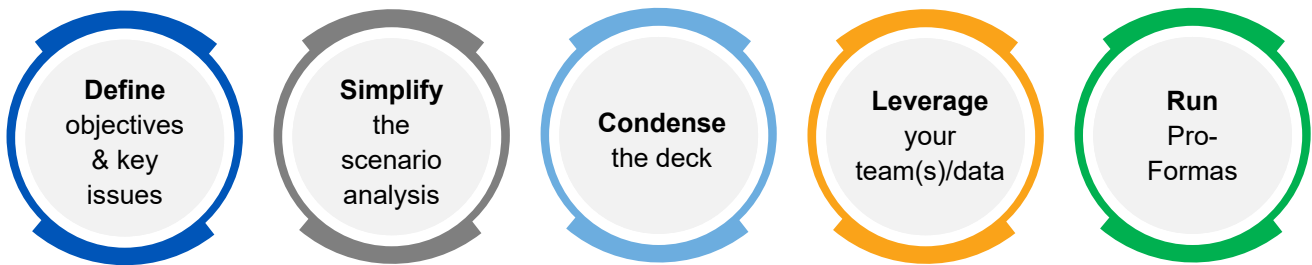 Define
objectives
& key
issues
Simplify
the
scenario
analysis
Condense
the deck
Leverage
your
team(s)/data
Run
Pro-
Formas